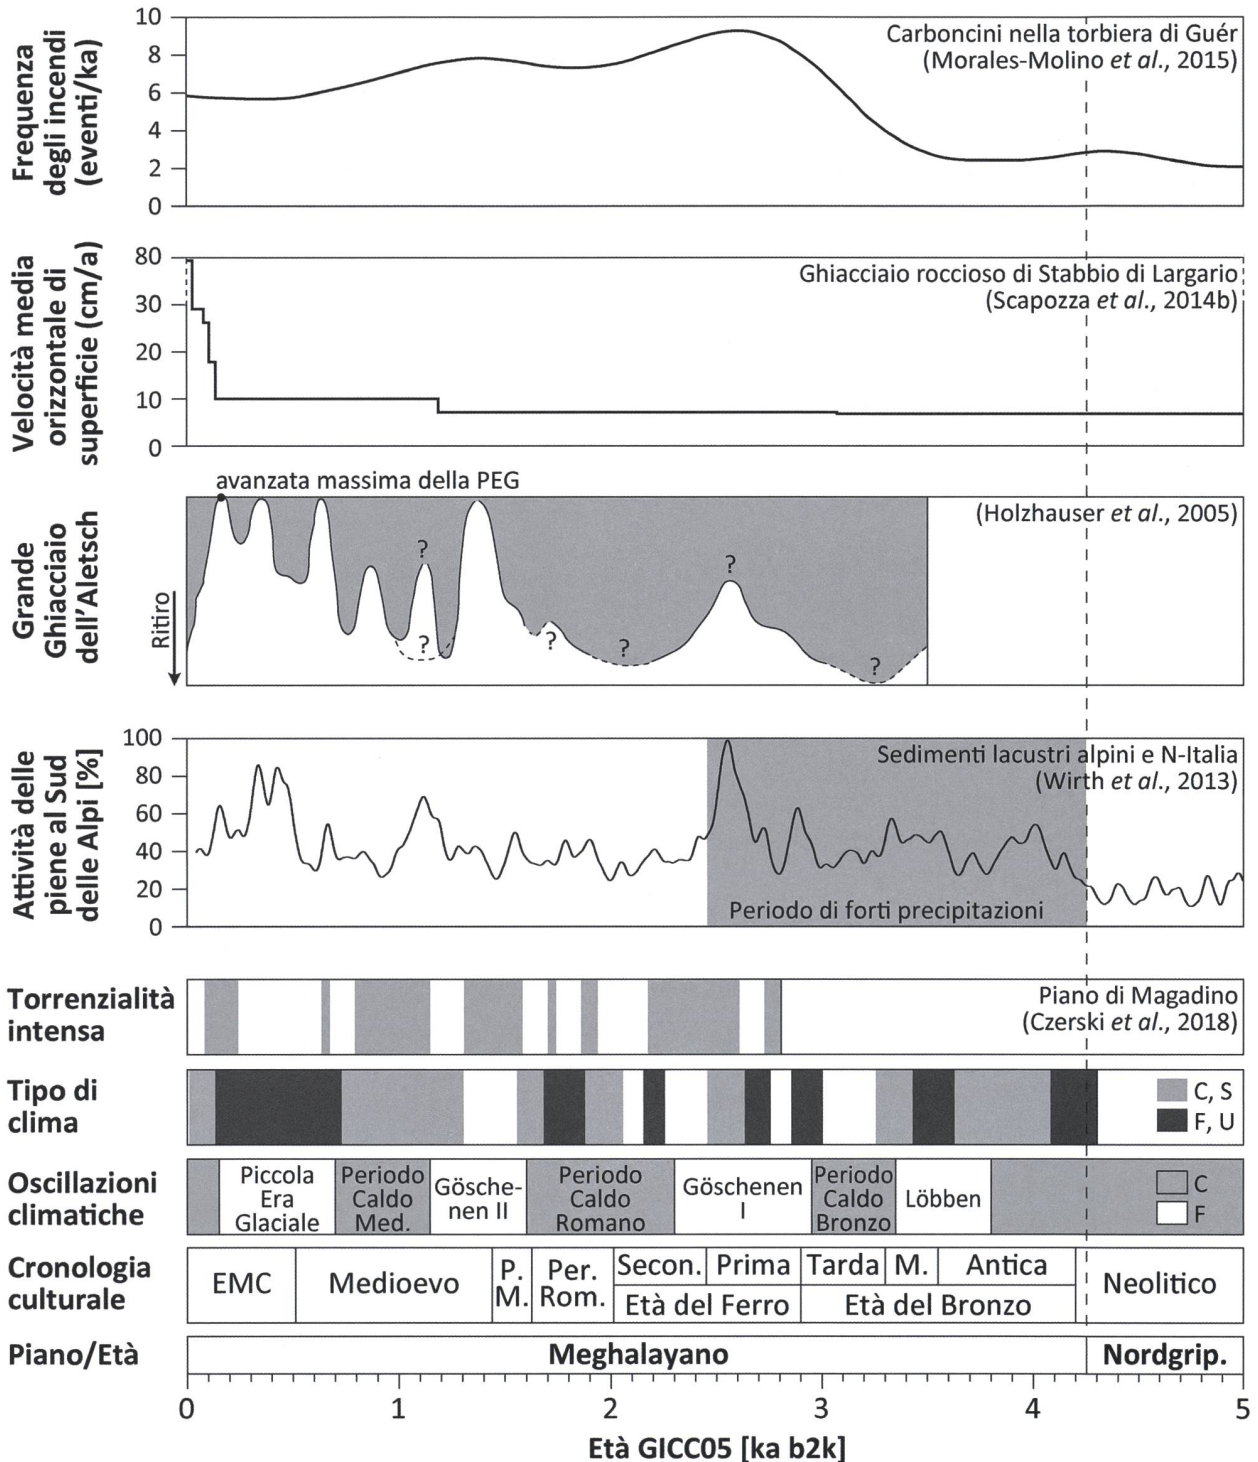 Frequenza
degli incendi
(eventi/ka)
10
8
6
4
2
0
Carboncini nella torbiera di Guér
(Morales-Molino et al., 2015)
Velocità media
orizzontale di
superficie (cm/a)
80
30
20
10
0
Ghiacciaio roccioso di Stabbio di Largario
(Scapozza et al., 2014b)
Grande
Ghiacciaio
dell'Aletsch
Ritiro
avanzata massima della PEG
(Holzhauser et al., 2005)
?
?
?
?
?
?
Attività delle
piene al Sud
delle Alpi [%]
100
80
60
40
20
0
Sedimenti lacustri alpini e N-Italia
(Wirth et al., 2013)
Periodo di forti precipitazioni
Torrenzialità
intensa
Piano di Magadino
(Czerski et al., 2018)
Tipo di
clima
C, S
F, U
Oscillazioni
climatiche
Piccola
Era
Glaciale
Periodo
Caldo
Med.
Gösche-
nen II
Periodo
Caldo
Romano
Göschenen
I
Periodo
Caldo
Bronzo
Löbben
C
F
Cronologia
culturale
EMC
Medioevo
P.
M.
Per.
Rom.
Secon.
Prima
Età del Ferro
Tarda
M.
Antica
Età del Bronzo
Neolitico
Piano/Età
Meghalayano
Nordgrip.
0 1 2 3 4 5
Età GICC05 [ka b2k]